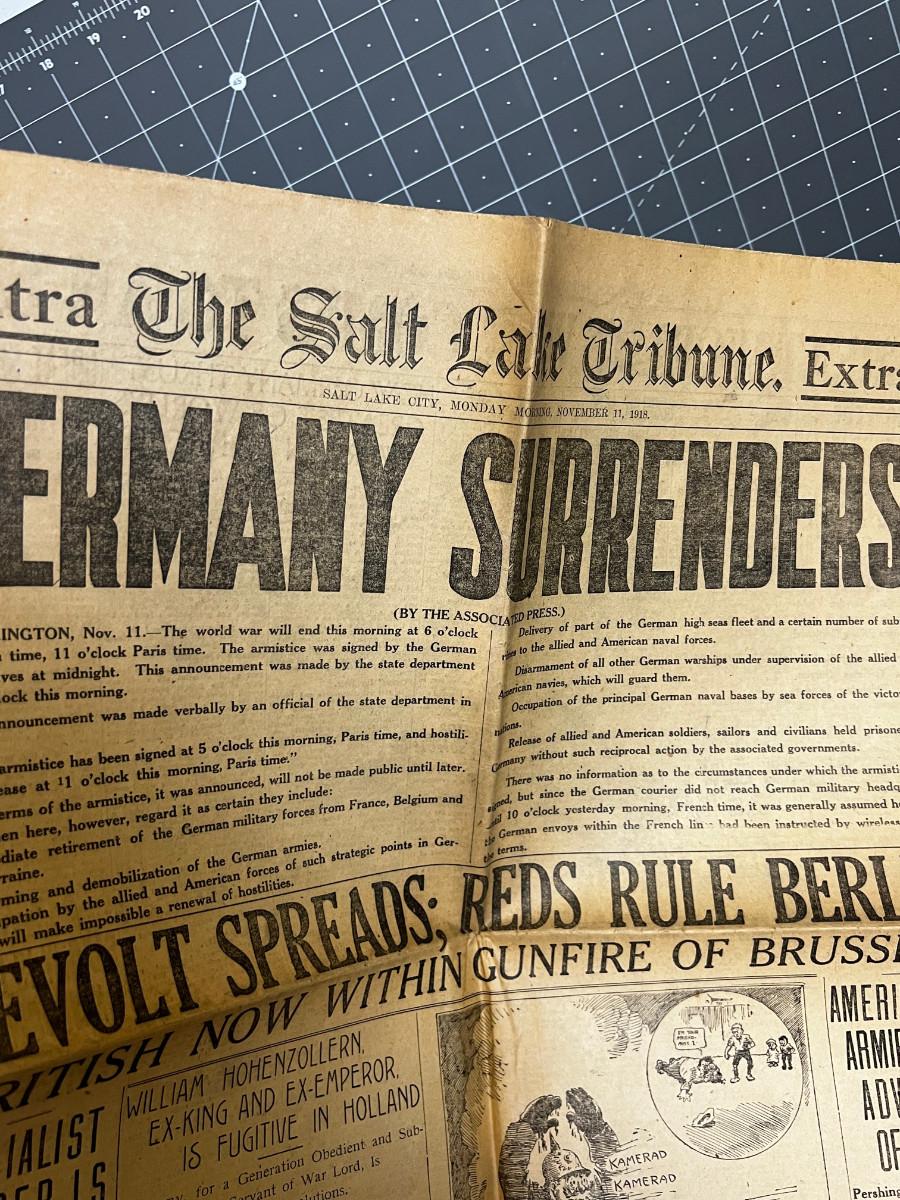 20
19
18
The Salt Lake Tribune.
SALT LAKE CITY, MONDAY MORNING, NOVEMBER 11, 1918.
ERMANY SURRENDERS
(BY THE ASSOCIATED PRESS.)
INGTON, Nov. 11.—The world war will end this morning at 6 o'clock
time, 11 o'clock Paris time. The armistice was signed by the German
ves at midnight. This announcement was made by the state department
lock this morning.
nnouncement was made verbally by an official of the state department in
armistice has been signed at 5 o'clock this morning, Paris time, and hostili-
ease at 11 o'clock this morning, Paris time."
erms of the armistice, it was announced, will not be made public until later.
en here, however, regard it as certain they include:
diate retirement of the German military forces from France, Belgium and
rraine.
ming and demobilization of the German armies.
pation by the allied and American forces of such strategic points in Ger-
will make impossible a renewal of hostilities.
Delivery of part of the German high seas fleet and a certain number of sub
to the allied and American naval forces.
Disarmament of all other German warships under supervision of the allied
American navies, which will guard them.
Occupation of the principal German naval bases by sea forces of the victo
nations.
Release of allied and American soldiers, sailors and civilians held prisone
Germany without such reciprocal action by the associated governments.
There was no information as to the circumstances under which the armisti
signed, but since the German courier did not reach German military headq
until 10 o'clock yesterday morning, French time, it was generally assumed he
the German envoys within the French lines had been instructed by wireless
the terms.
EVOLT SPREADS; REDS RULE BERL
RITISH NOW WITHIN GUNFIRE OF BRUSSE
IALIST
IS
WILLIAM HOHENZOLLERN,
EX-KING AND EX-EMPEROR,
IS FUGITIVE IN HOLLAND
for a Generation Obedient and Sub-
ervant of War Lord, Is
KAMERAD
KAMERAD
AMERI
ARMIE
ADV
OF
Pershing